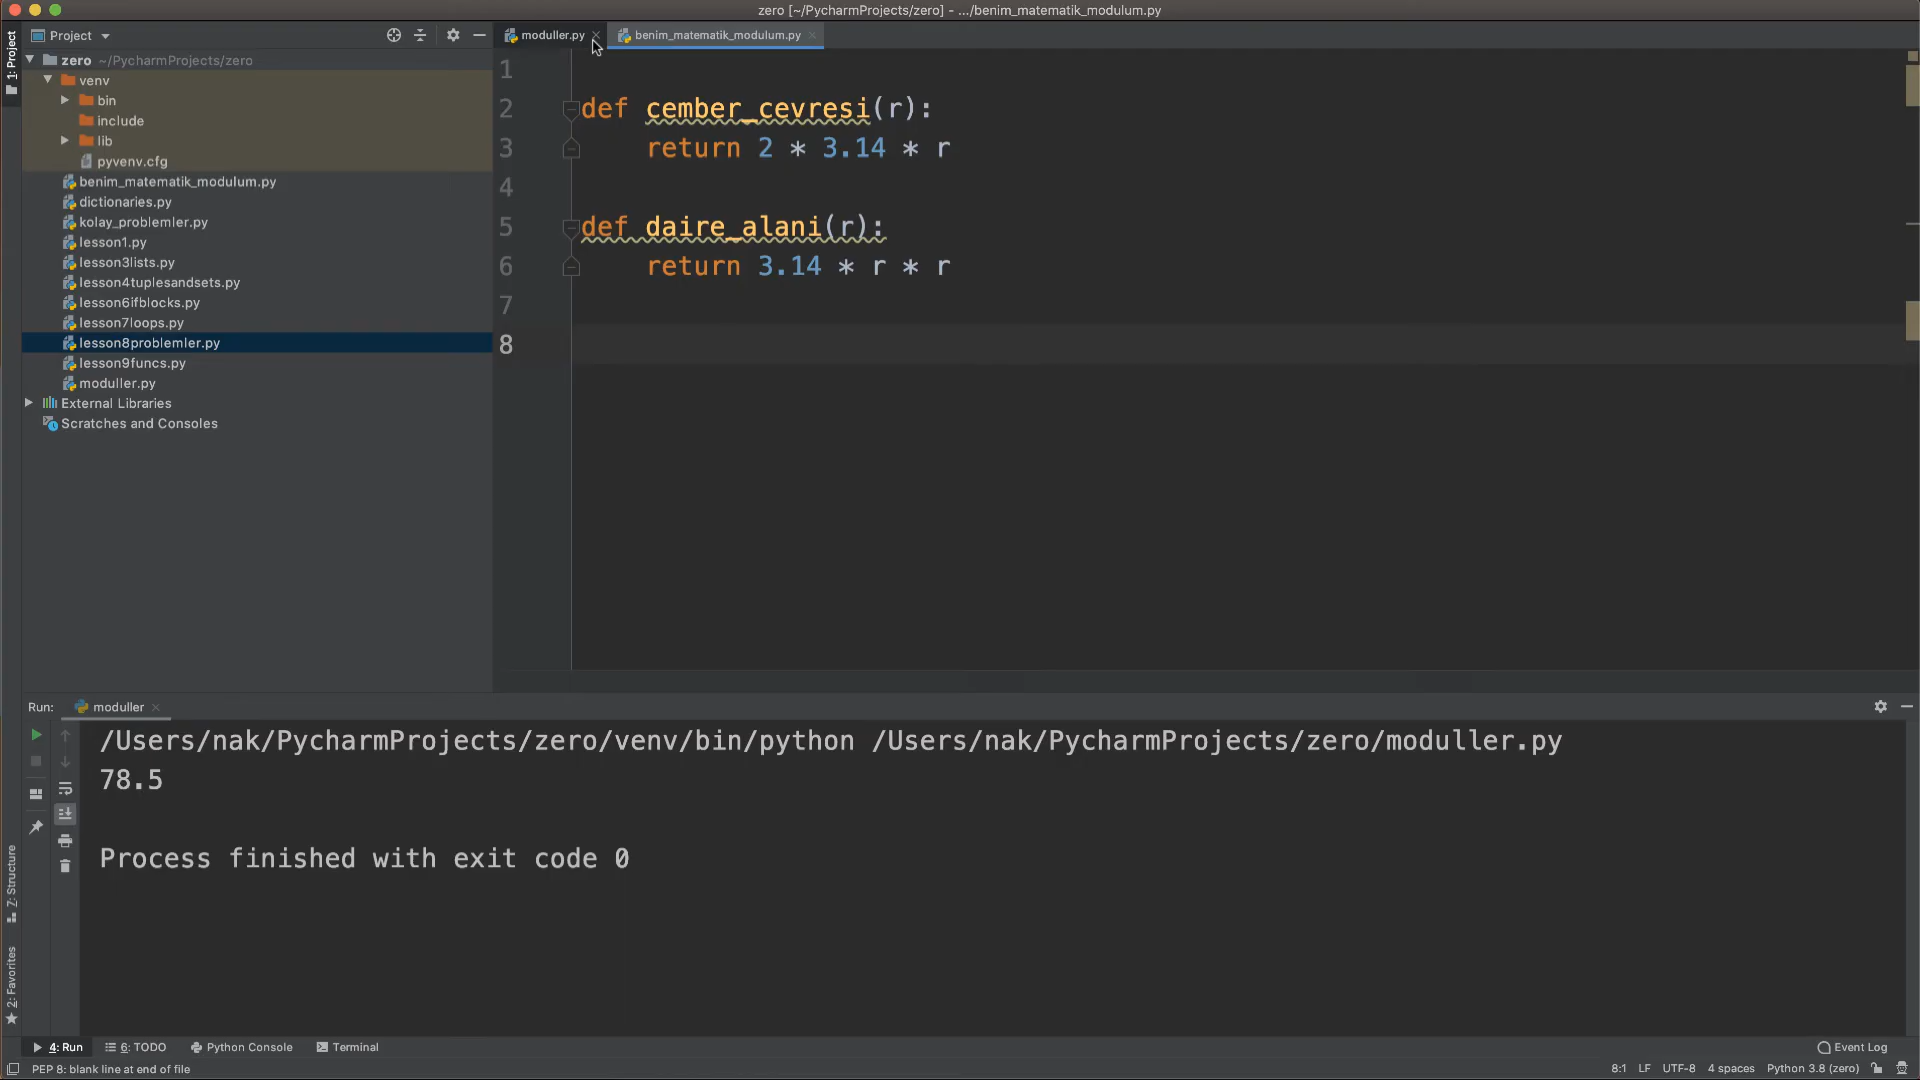 zero [~/PycharmProjects/zero] - .../benim_matematik_modulum.py
1: Project
Project
moduller.py
benim_matematik_modulum.py
zero ~/PycharmProjects/zero
venv
bin
include
lib
pyvenv.cfg
benim_matematik_modulum.py
dictionaries.py
kolay_problemler.py
lesson1.py
lesson3lists.py
lesson4tuplesandsets.py
lesson6ifblocks.py
lesson7loops.py
lesson8problemler.py
lesson9funcs.py
moduller.py
External Libraries
Scratches and Consoles
1
2 def cember_cevresi(r):
3 return 2 * 3.14 * r
4
5 def daire_alani(r):
6 return 3.14 * r * r
7
8
Run: moduller
/Users/nak/PycharmProjects/zero/venv/bin/python /Users/nak/PycharmProjects/zero/moduller.py
78.5
Process finished with exit code 0
Z: Structure
2: Favorites
4: Run
6: TODO
Python Console
Terminal
Event Log
PEP 8: blank line at end of file
8:1 LF UTF-8 4 spaces Python 3.8 (zero)